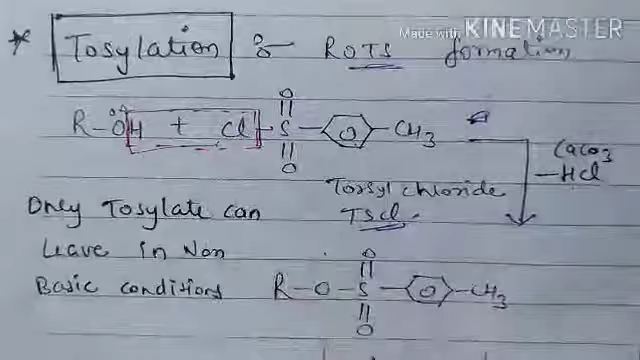 Made with KINEMASTER
* Tosylation :- ROTS formation
R-OH + Cl-S-CH3
O
O
CaCO3
-HCl
Tossyl chloride
TSCl.
Only Tosylate can
Leave in Non
Basic conditions
O
R-O-S-CH3
O